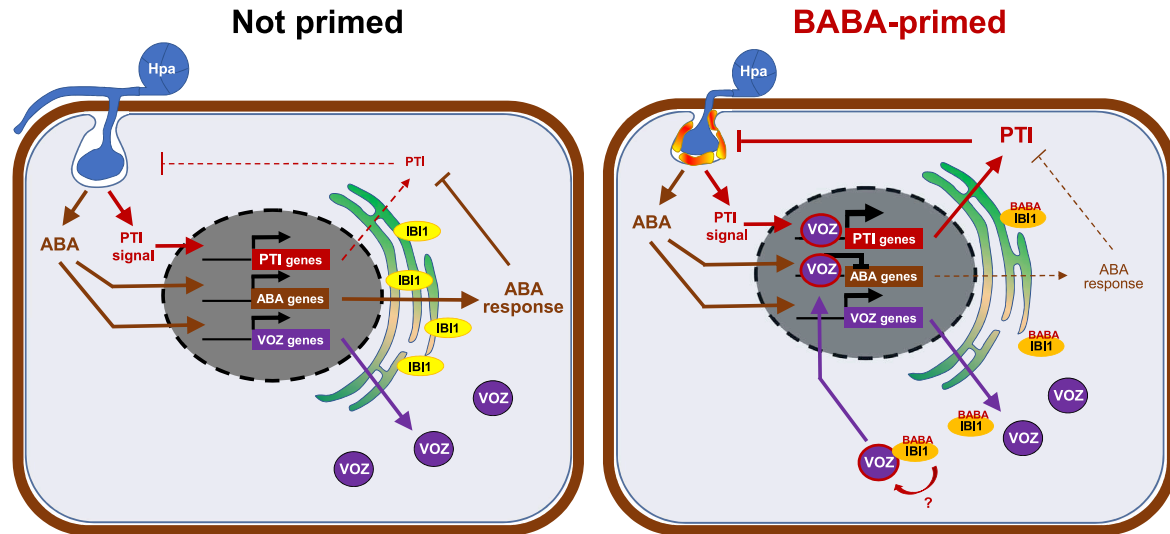 Not primed
Hpa
PTI
ABA
PTI
signal
PTI genes
ABA genes
VOZ genes
IBI1
IBI1
IBI1
IBI1
ABA
response
VOZ
VOZ
VOZ
BABA-primed
Hpa
PTI
ABA
PTI
signal
VOZ
PTI genes
VOZ
ABA genes
VOZ genes
BABA
IBI1
ABA
response
BABA
IBI1
VOZ
BABA
IBI1
VOZ
VOZ
BABA
IBI1
?